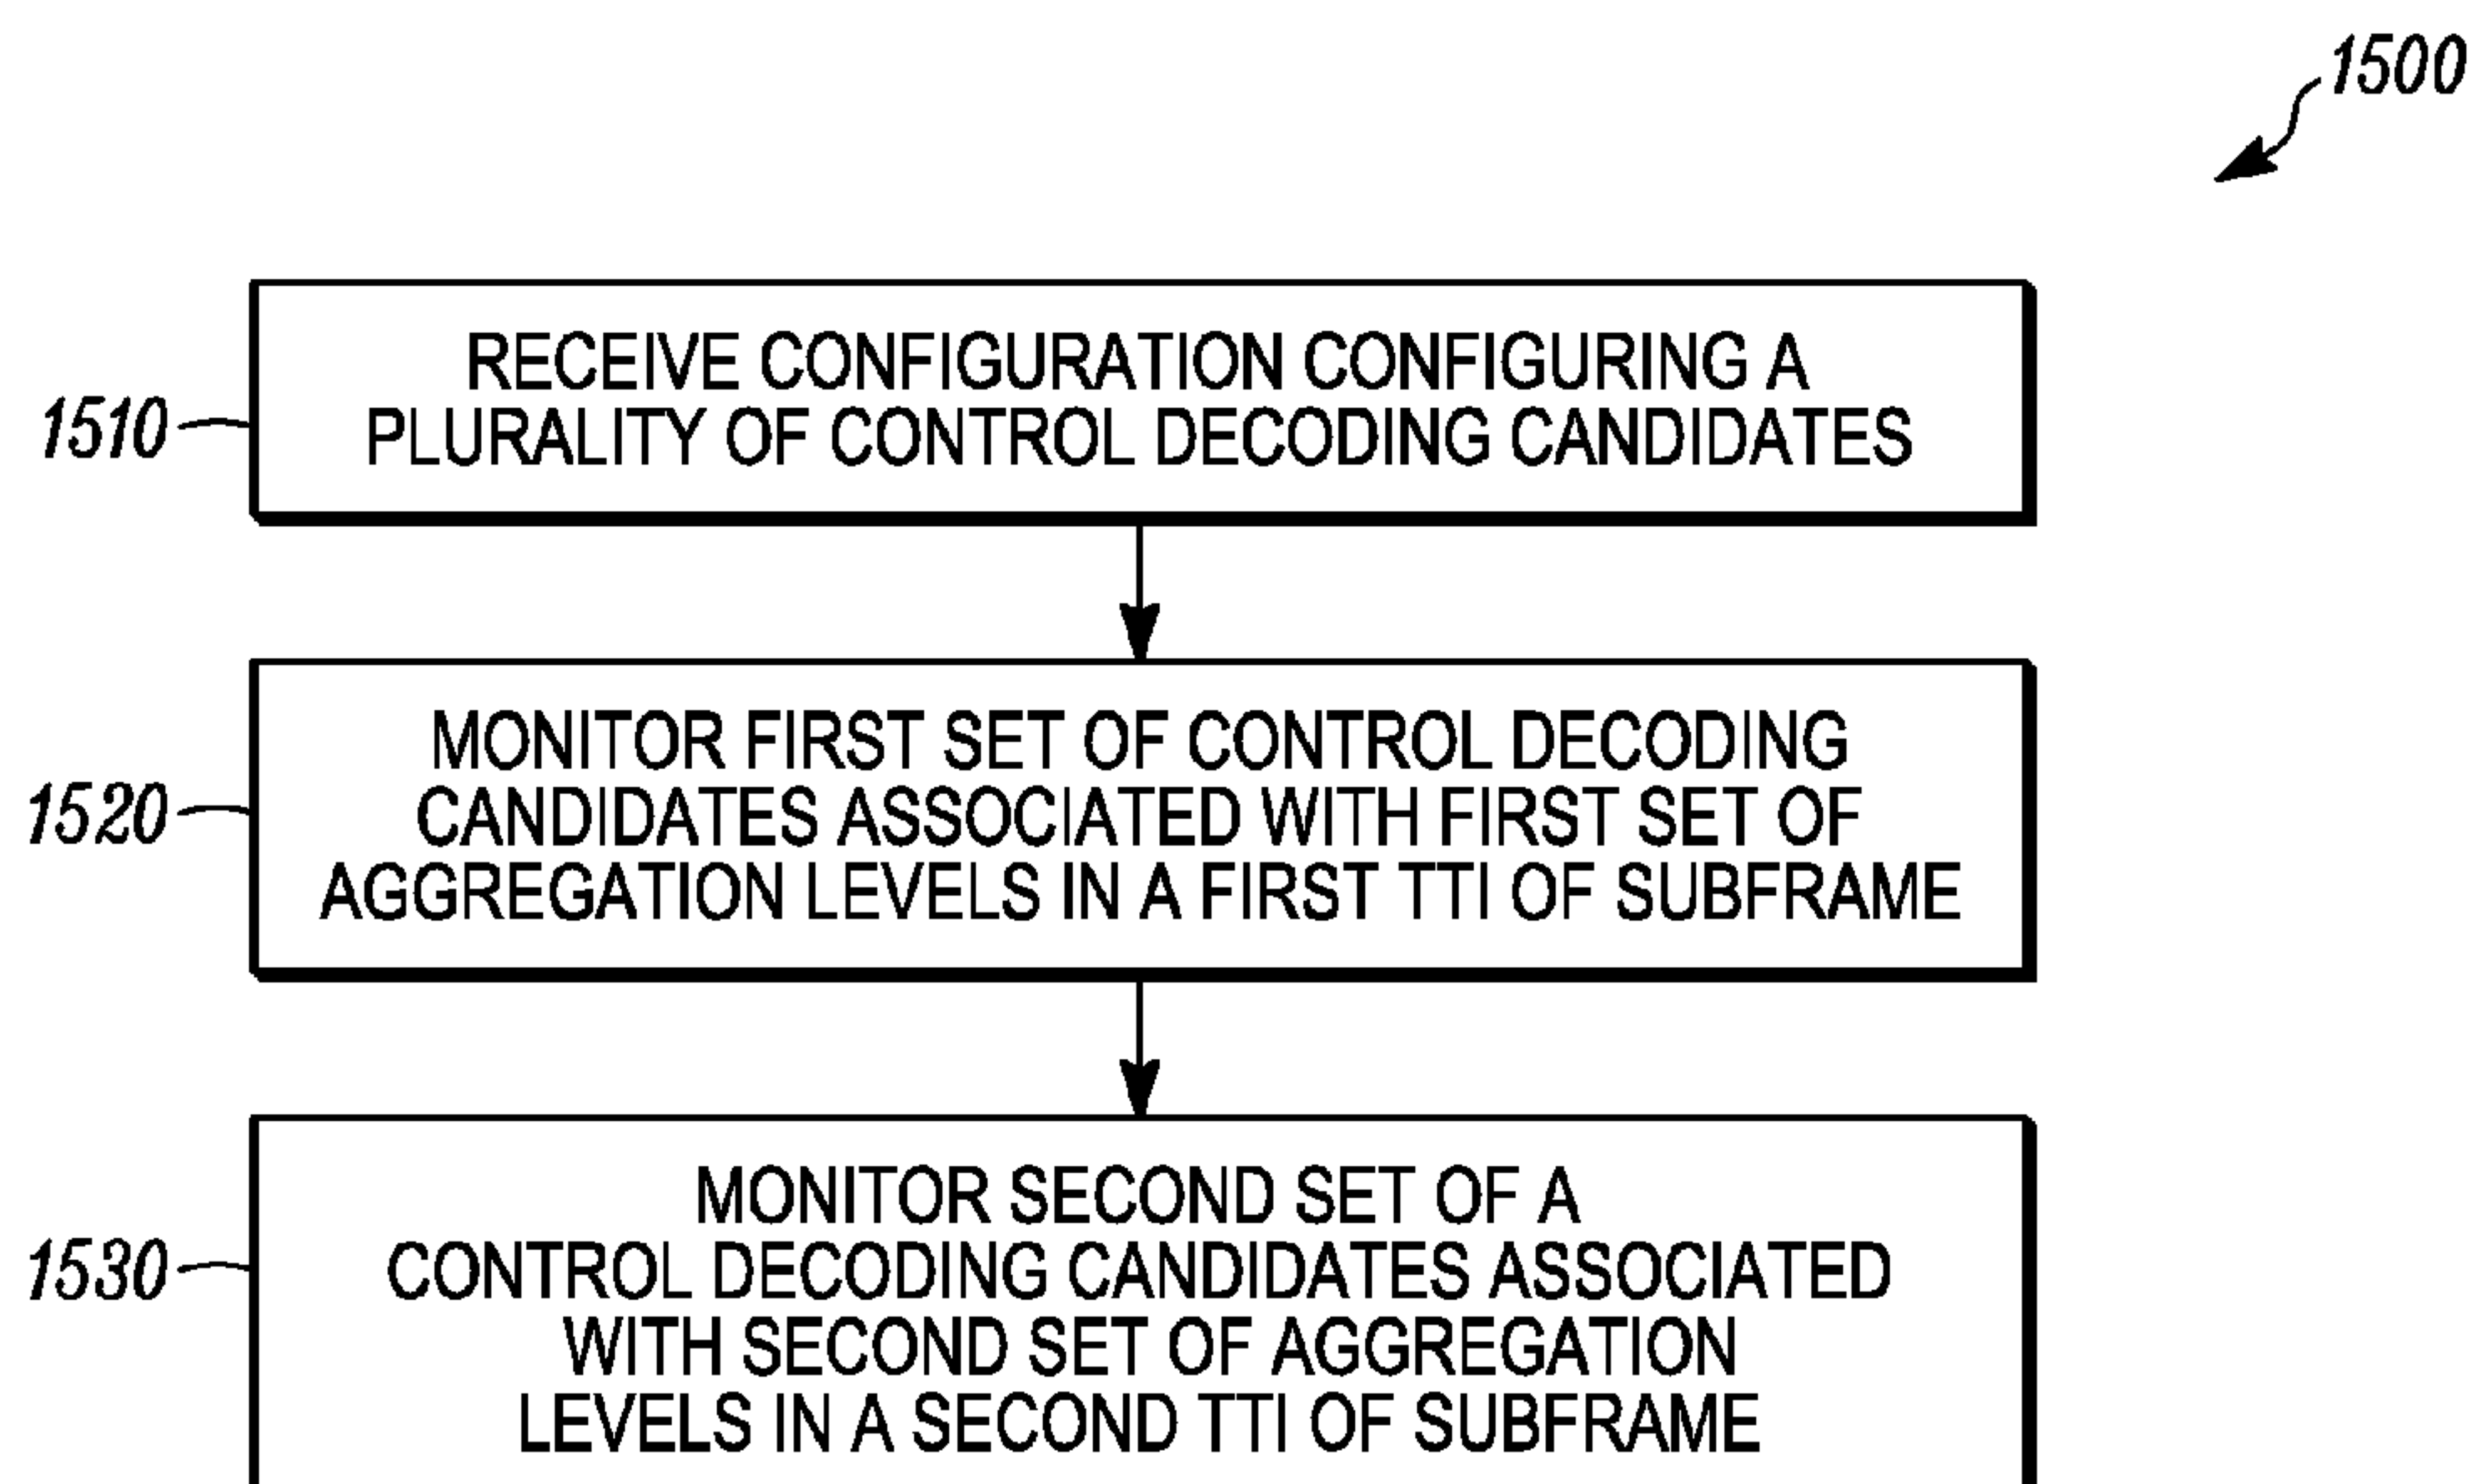 1500
RECEIVE CONFIGURATION CONFIGURING A
1510 PLURALITY OF CONTROL DECODING CANDIDATES
MONITOR FIRST SET OF CONTROL DECODING
1520 CANDIDATES ASSOCIATED WITH FIRST SET OF
AGGREGATION LEVELS IN A FIRST TTI OF SUBFRAME
MONITOR SECOND SET OF A
1530 CONTROL DECODING CANDIDATES ASSOCIATED
WITH SECOND SET OF AGGREGATION
LEVELS IN A SECOND TTI OF SUBFRAME